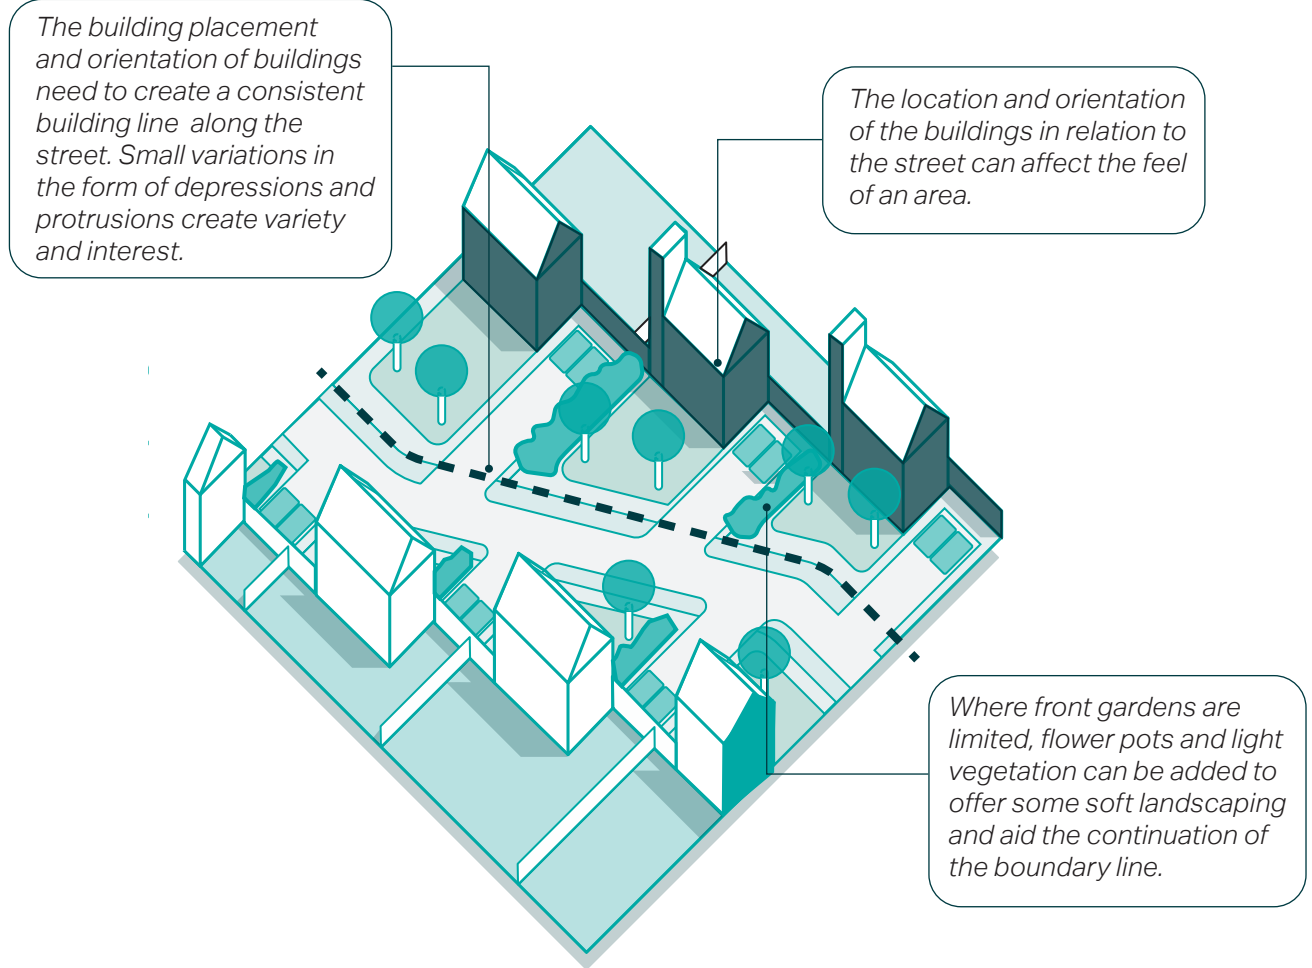 The building placement
and orientation of buildings
need to create a consistent
building line along the
street. Small variations in
the form of depressions and
protrusions create variety
and interest.
The location and orientation
of the buildings in relation to
the street can affect the feel
of an area.
Where front gardens are
limited, flower pots and light
vegetation can be added to
offer some soft landscaping
and aid the continuation of
the boundary line.